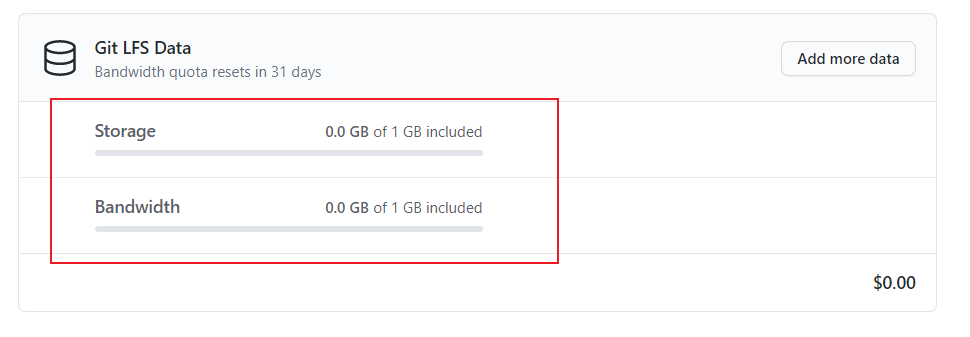 Git LFS Data
Bandwidth quota resets in 31 days
Add more data
Storage
0.0 GB of 1 GB included
Bandwidth
0.0 GB of 1 GB included
$0.00